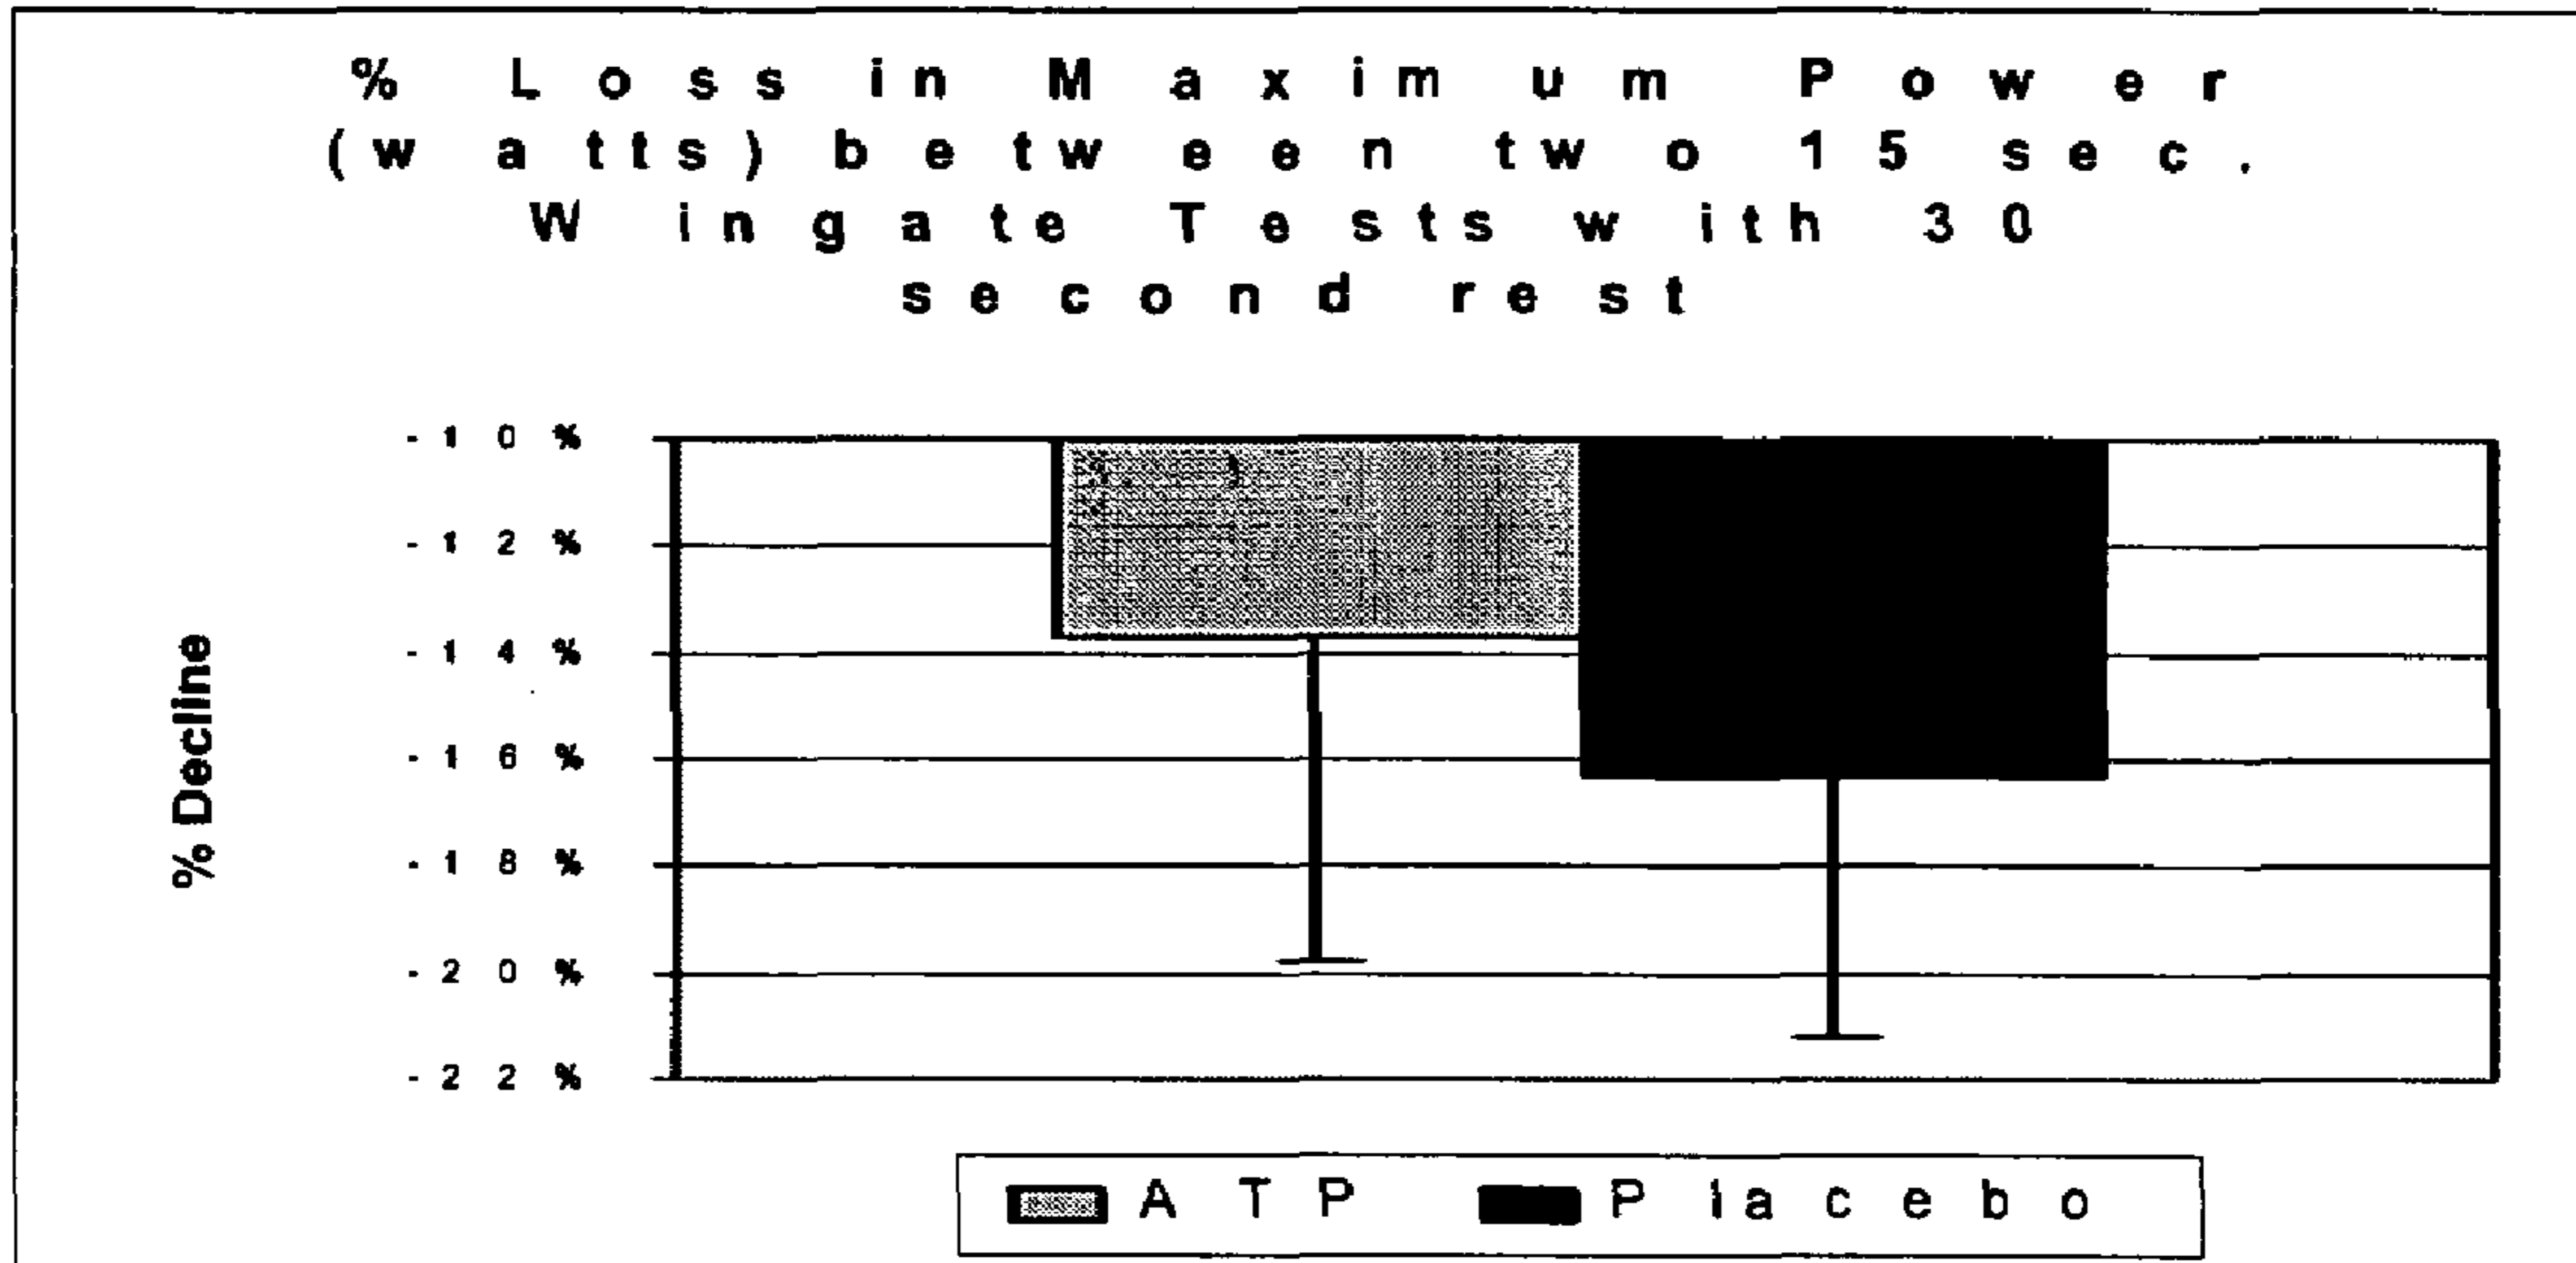 % Loss in Maximum Power
(watts) between two 15 sec.
Wingate Tests with 30
second rest
-10%
-12%
-14%
-16%
-18%
-20%
-22%
% Decline
ATP Placebo